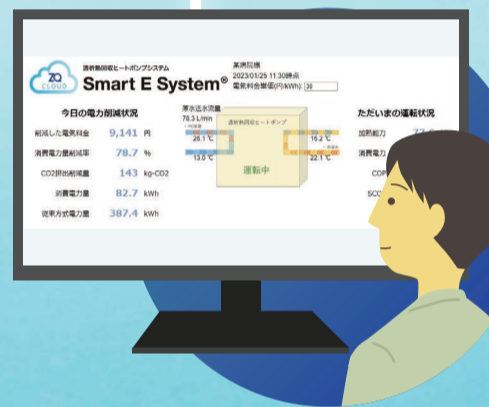 ZQ
CLOUD
透析熱回収ヒートポンプシステム
Smart E System®
某病院様
2023/01/25 11:30時点
電気料金単価(円/kWh): 30
今日の電力削減状況
削減した電気料金 9,141 円
消費電力量削減率 78.7 %
CO2排出削減量 143 kg-CO2
消費電力量 82.7 kWh
従来方式電力量 387.4 kWh
原水送水流量
78.3 L/min
透析熱回収ヒートポンプ
26.1 ℃
13.0 ℃
16.2 ℃
22.1 ℃
運転中
ただいまの運転状況
加熱能力
消費電力
COP
SCO